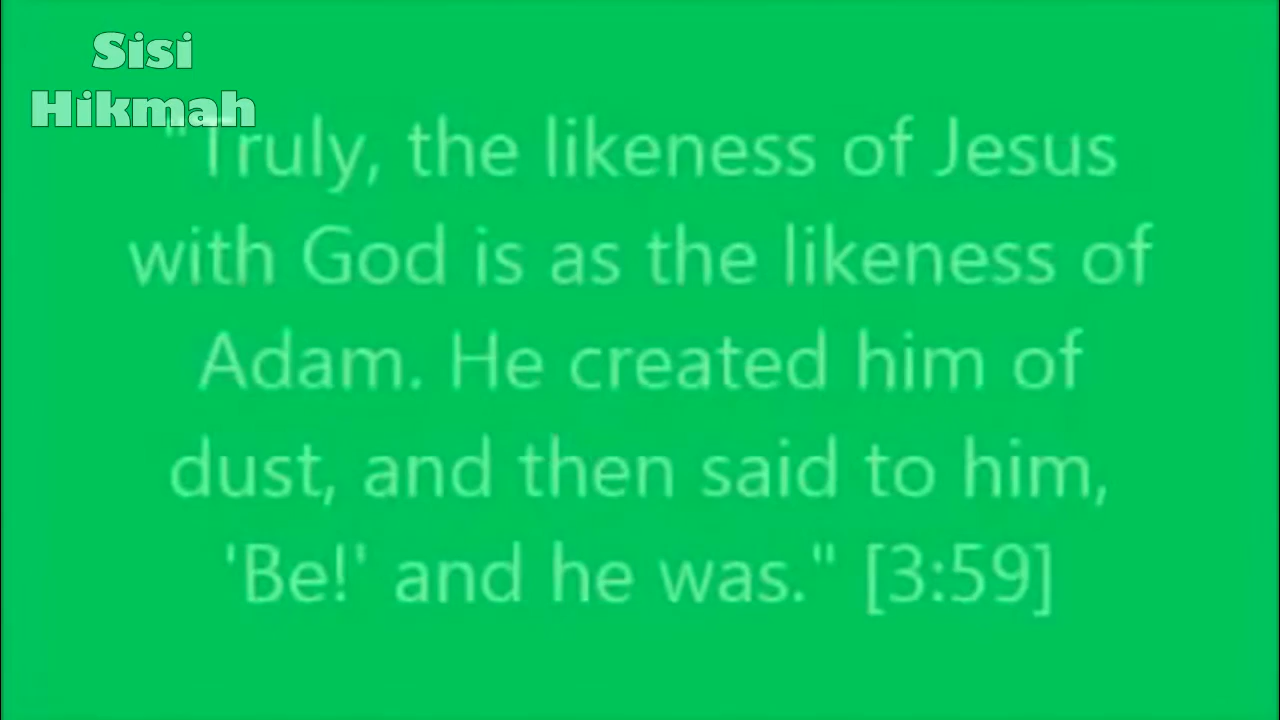 Sisi
Hikmah
"Truly, the likeness of Jesus
with God is as the likeness of
Adam. He created him of
dust, and then said to him,
'Be!' and he was." [3:59]